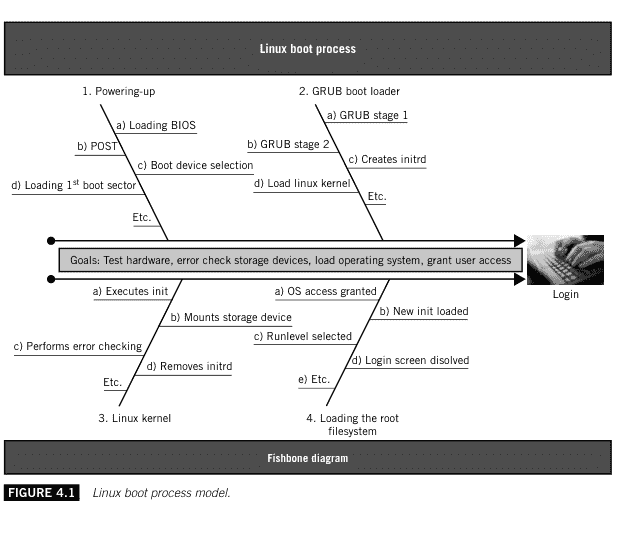 Linux boot process
1. Powering-up
2. GRUB boot loader
a) Loading BIOS
b) POST
c) Boot device selection
d) Loading 1st boot sector
Etc.
a) GRUB stage 1
b) GRUB stage 2
c) Creates initrd
d) Load linux kernel
Etc.
Goals: Test hardware, error check storage devices, load operating system, grant user access
Login
a) Executes init
b) Mounts storage device
c) Performs error checking
d) Removes initrd
Etc.
3. Linux kernel
a) OS access granted
b) New init loaded
c) Runlevel selected
d) Login screen disolved
e) Etc.
4. Loading the root
filesystem
Fishbone diagram
FIGURE 4.1 Linux boot process model.